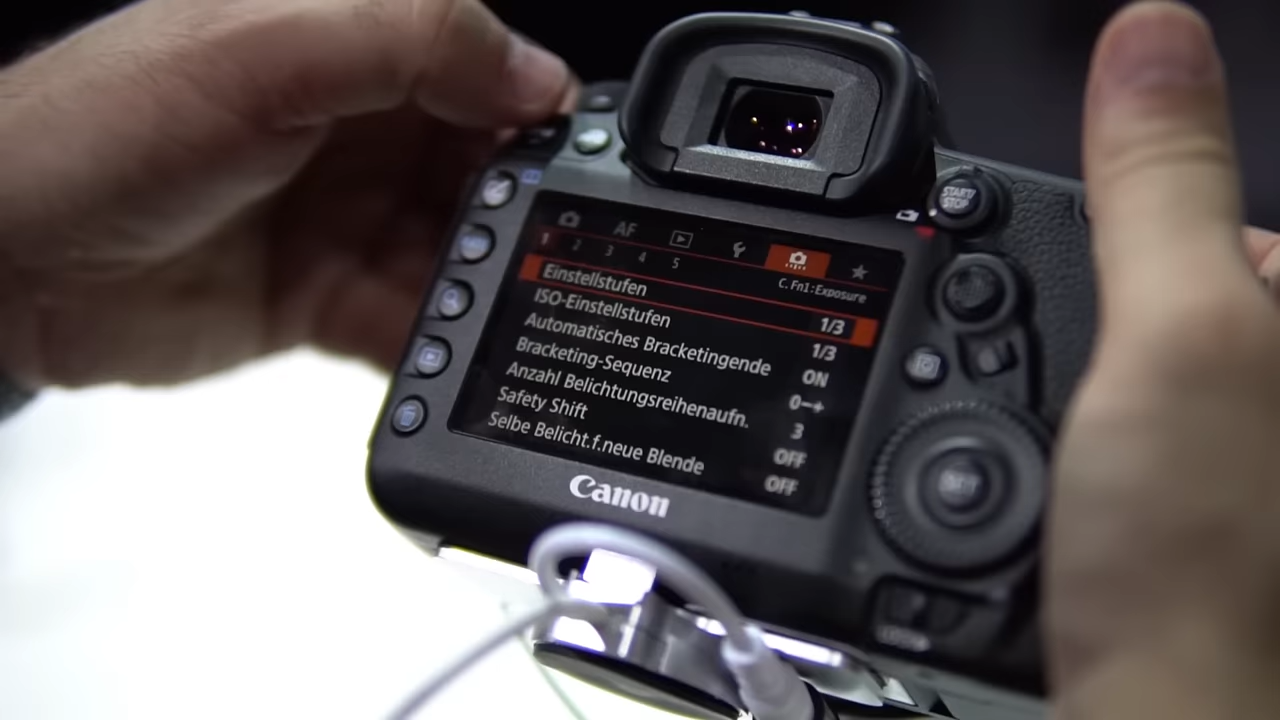 START/
STOP
AF
1 2 3 4 5
C.Fn1:Exposure
Einstellstufen 1/3
ISO-Einstellstufen 1/3
Automatisches Bracketingende ON
Bracketing-Sequenz 0-+
Anzahl Belichtungsreihenaufn. 3
Safety Shift OFF
Selbe Belicht.f.neue Blende OFF
SET
Canon